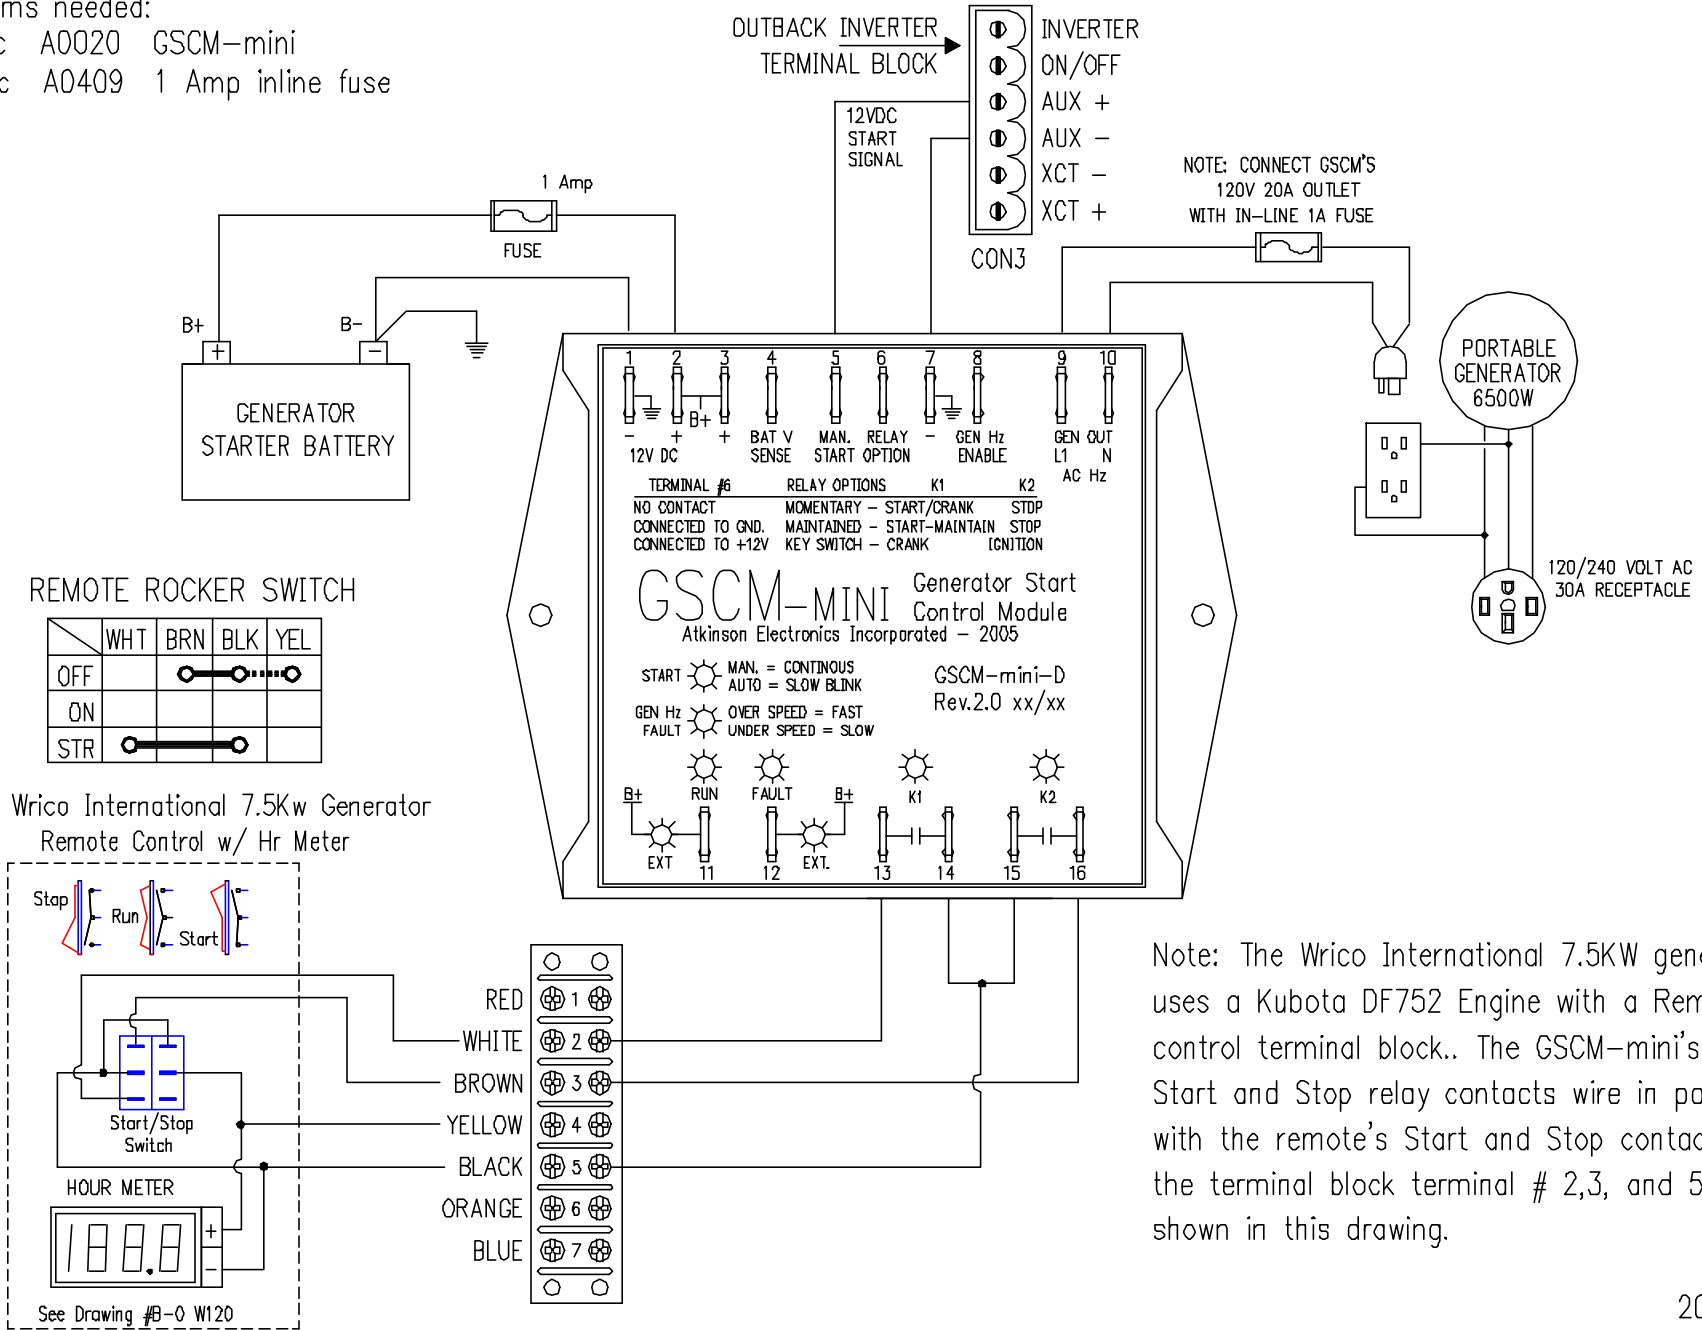 ms needed:
c A0020 GSCM-mini
c A0409 1 Amp inline fuse
OUTBACK INVERTER
TERMINAL BLOCK
INVERTER
ON/OFF
AUX +
AUX -
XCT -
XCT +
CON3
12VDC
START
SIGNAL
NOTE: CONNECT GSCM'S
120V 20A OUTLET
WITH IN-LINE 1A FUSE
1 Amp
FUSE
B+
B-
+
-
GENERATOR
STARTER BATTERY
PORTABLE
GENERATOR
6500W
120/240 VOLT AC
30A RECEPTACLE
1 2 3 4 5 6 7 8 9 10
B+
- + + BAT V MAN. RELAY - GEN Hz GEN OUT
12V DC SENSE START OPTION ENABLE L1 N
AC Hz
TERMINAL #6 RELAY OPTIONS K1 K2
NO CONTACT MOMENTARY - START/CRANK STOP
CONNECTED TO GND. MAINTAINED - START-MAINTAIN STOP
CONNECTED TO +12V KEY SWITCH - CRANK IGNITION
GSCM-MINI
Generator Start
Control Module
Atkinson Electronics Incorporated - 2005
START
MAN. = CONTINOUS
AUTO = SLOW BLINK
GSCM-mini-D
Rev.2.0 xx/xx
GEN Hz
FAULT
OVER SPEED = FAST
UNDER SPEED = SLOW
B+ RUN FAULT B+ K1 K2
EXT EXT.
11 12 13 14 15 16
REMOTE ROCKER SWITCH
WHT BRN BLK YEL
OFF
ON
STR
Wrico International 7.5Kw Generator
Remote Control w/ Hr Meter
Stop
Run
Start
Start/Stop
Switch
HOUR METER
188.8
+
-
See Drawing #B-0 W120
RED 1
WHITE 2
BROWN 3
YELLOW 4
BLACK 5
ORANGE 6
BLUE 7
Note: The Wrico International 7.5KW gene
uses a Kubota DF752 Engine with a Rem
control terminal block.. The GSCM-mini's
Start and Stop relay contacts wire in pa
with the remote's Start and Stop contac
the terminal block terminal # 2,3, and 5
shown in this drawing.
20